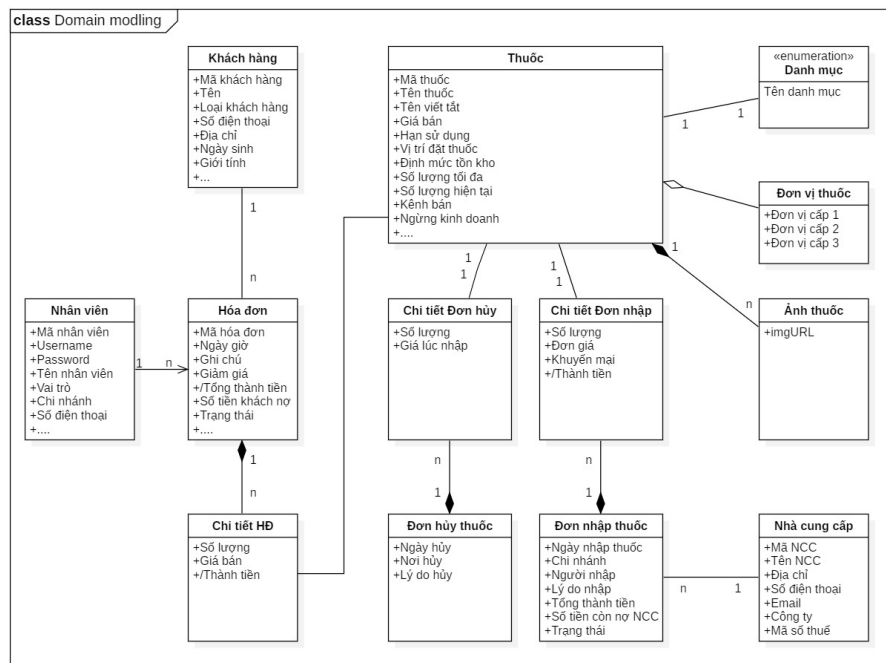 class Domain modling
Khách hàng
+Mã khách hàng
+Tên
+Loại khách hàng
+Số điện thoại
+Địa chỉ
+Ngày sinh
+Giới tính
+...
Thuốc
+Mã thuốc
+Tên thuốc
+Tên viết tắt
+Giá bán
+Hạn sử dụng
+Vị trí đặt thuốc
+Định mức tồn kho
+Số lượng tối đa
+Số lượng hiện tại
+Kênh bán
+Ngừng kinh doanh
+....
«enumeration»
Danh mục
Tên danh mục
1
1
Đơn vị thuốc
+Đơn vị cấp 1
+Đơn vị cấp 2
+Đơn vị cấp 3
1
n
1
1
1
1
1
n
Nhân viên
+Mã nhân viên
+Username
+Password
+Tên nhân viên
+Vai trò
+Chi nhánh
+Số điện thoại
+....
1
n
Hóa đơn
+Mã hóa đơn
+Ngày giờ
+Ghi chú
+Giảm giá
+/Tổng thành tiền
+Số tiền khách nợ
+Trạng thái
+....
Chi tiết Đơn hủy
+Số lượng
+Giá lúc nhập
Chi tiết Đơn nhập
+Số lượng
+Đơn giá
+Khuyến mại
+/Thành tiền
Ảnh thuốc
+imgURL
1
n
n
1
n
1
Chi tiết HĐ
+Số lượng
+Giá bán
+/Thành tiền
Đơn hủy thuốc
+Ngày hủy
+Nơi hủy
+Lý do hủy
Đơn nhập thuốc
+Ngày nhập thuốc
+Chi nhánh
+Người nhập
+Lý do nhập
+Tổng thành tiền
+Số tiền còn nợ NCC
+Trạng thái
n
1
Nhà cung cấp
+Mã NCC
+Tên NCC
+Địa chỉ
+Số điện thoại
+Email
+Công ty
+Mã số thuế